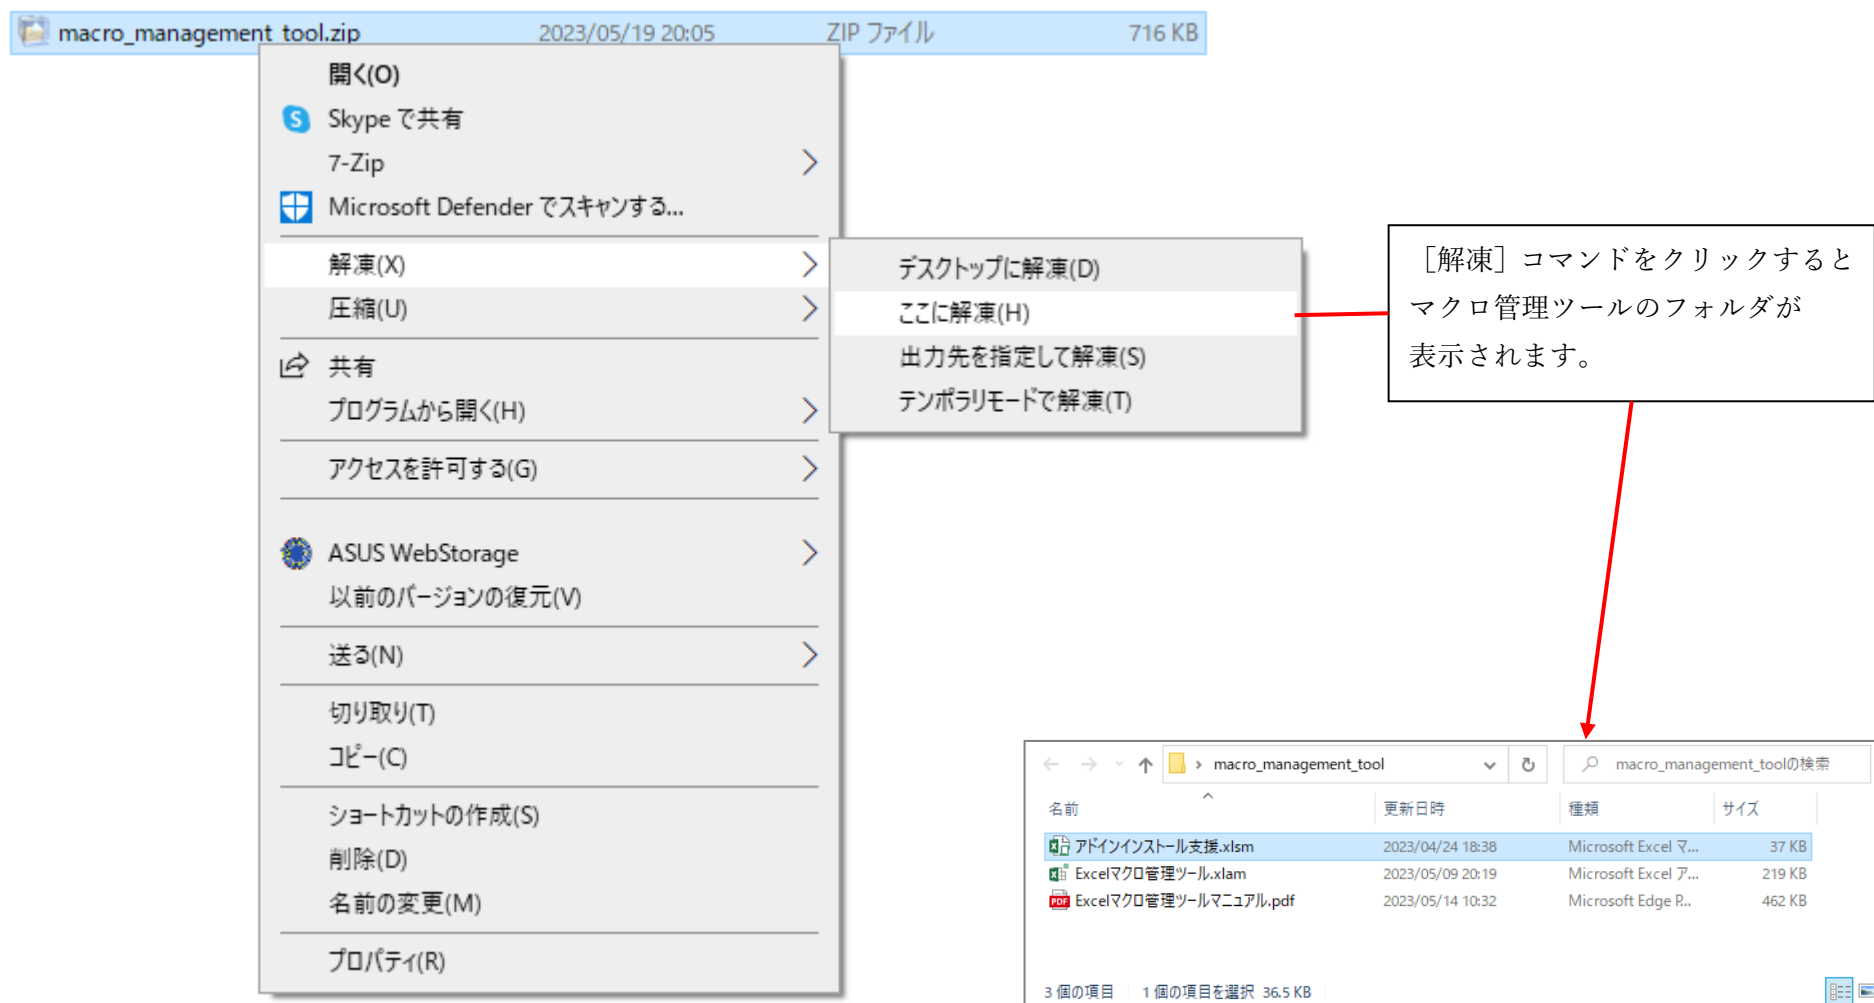 macro_management_tool.zip 2023/05/19 20:05 ZIP ファイル 716 KB
開く(O)
Skype で共有
7-Zip
Microsoft Defender でスキャンする...
解凍(X)
圧縮(U)
共有
プログラムから開く(H)
アクセスを許可する(G)
ASUS WebStorage
以前のバージョンの復元(V)
送る(N)
切り取り(T)
コピー(C)
ショートカットの作成(S)
削除(D)
名前の変更(M)
プロパティ(R)
デスクトップに解凍(D)
ここに解凍(H)
出力先を指定して解凍(S)
テンポラリモードで解凍(T)
［解凍］コマンドをクリックすると
マクロ管理ツールのフォルダが
表示されます。
macro_management_tool macro_management_toolの検索
名前 更新日時 種類 サイズ
アドインインストール支援.xlsm 2023/04/24 18:38 Microsoft Excel マ... 37 KB
Excelマクロ管理ツール.xlam 2023/05/09 20:19 Microsoft Excel ア... 219 KB
Excelマクロ管理ツールマニュアル.pdf 2023/05/14 10:32 Microsoft Edge P... 462 KB
3 個の項目 1 個の項目を選択 36.5 KB